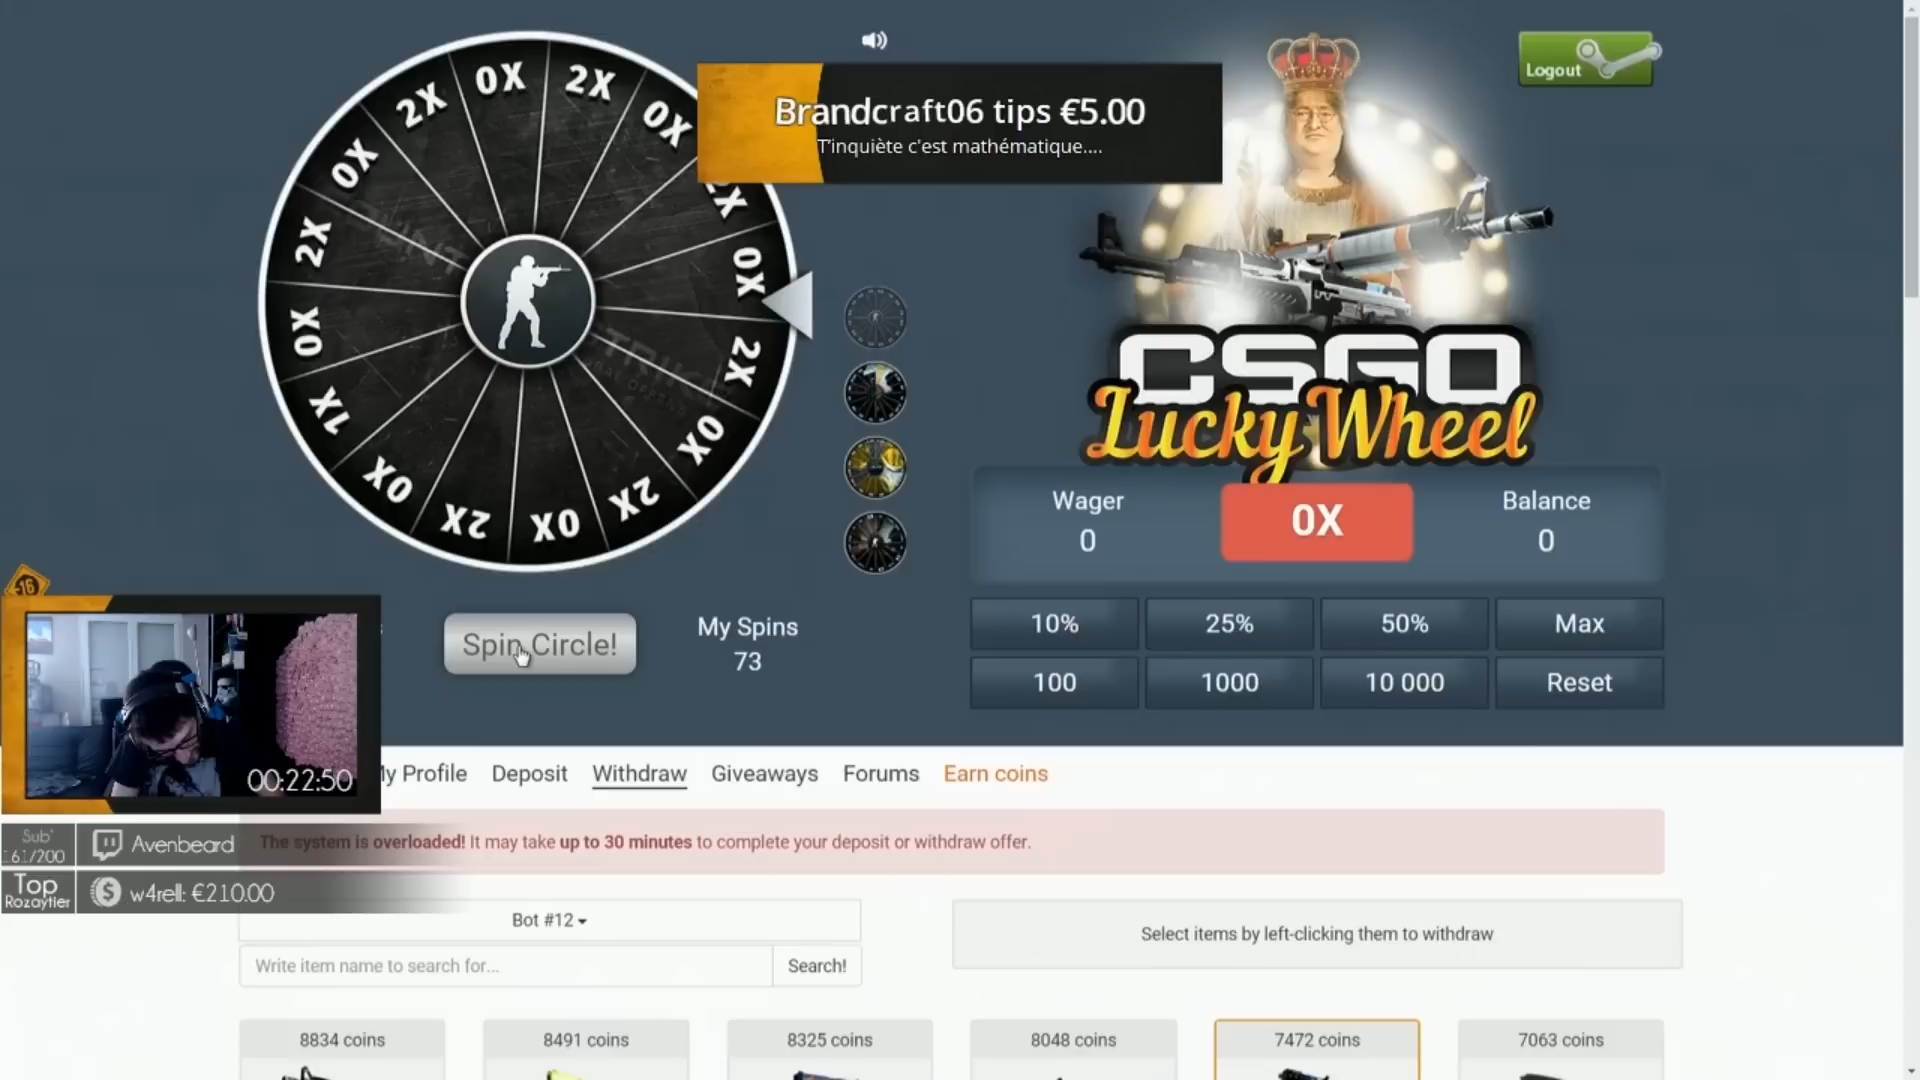 0X
2X
0X
2X
0X
2X
0X
2X
0X
2X
0X
2X
0X
1X
0X
2X
Brandcraft06 tips €5.00
T'inquiète c'est mathématique....
Logout
CSGO
Lucky Wheel
Wager
0
0X
Balance
0
Spin Circle!
My Spins
73
10%
25%
50%
Max
100
1000
10 000
Reset
16
00:22:50
My Profile
Deposit
Withdraw
Giveaways
Forums
Earn coins
The system is overloaded! It may take up to 30 minutes to complete your deposit or withdraw offer.
Sub'
161/200
Avenbeard
Top
Rozaytier
w4rell: €210.00
Bot #12
Select items by left-clicking them to withdraw
Write item name to search for...
Search!
8834 coins
8491 coins
8325 coins
8048 coins
7472 coins
7063 coins